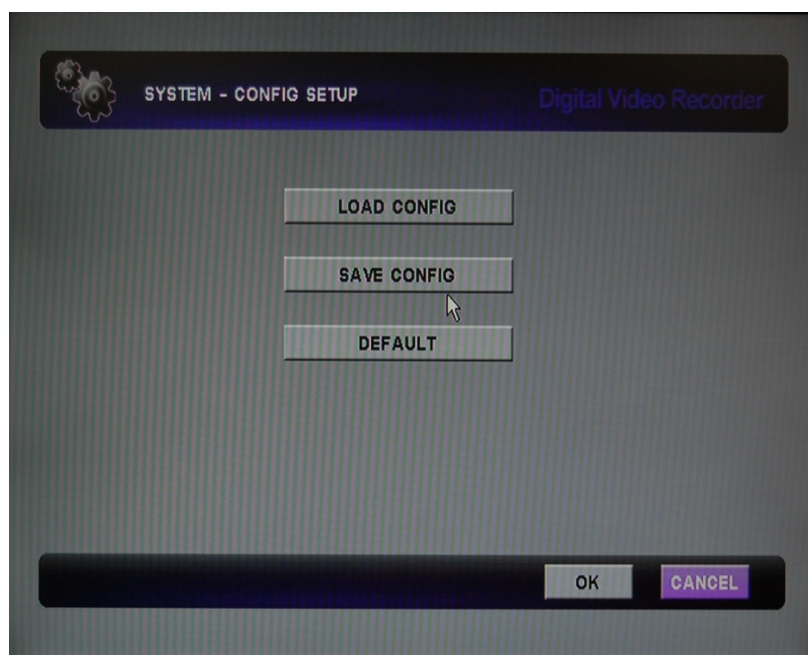 SYSTEM - CONFIG SETUP
Digital Video Recorder
LOAD CONFIG
SAVE CONFIG
DEFAULT
OK
CANCEL